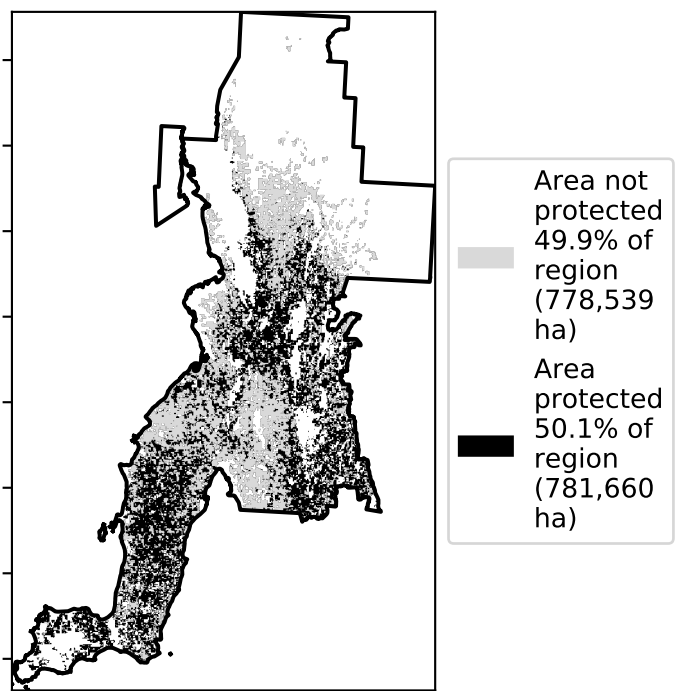 Area not
protected
49.9% of
region
(778,539
ha)
Area
protected
50.1% of
region
(781,660
ha)